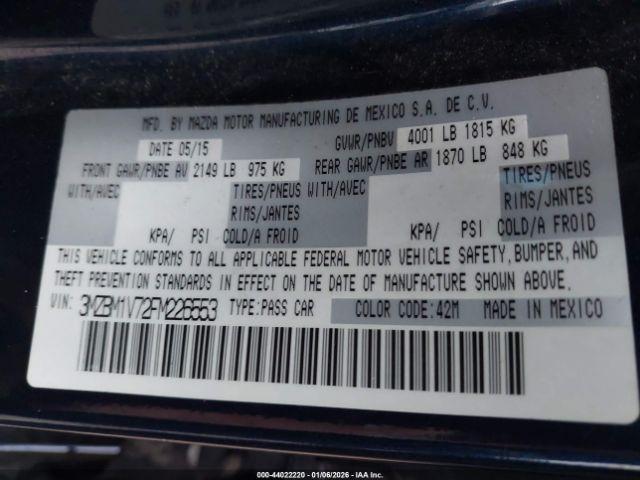 MFD. BY MAZDA MOTOR MANUFACTURING DE MEXICO S.A. DE C.V.
DATE 05/15 GVWR/PNBV 4001 LB 1815 KG
FRONT GAWR/PNBE AV 2149 LB 975 KG REAR GAWR/PNBE AR 1870 LB 848 KG
WITH/AVEC TIRES/PNEUS WITH/AVEC TIRES/PNEUS
RIMS/JANTES RIMS/JANTES
KPA/ PSI COLD/A FROID KPA/ PSI COLD/A FROID
THIS VEHICLE CONFORMS TO ALL APPLICABLE FEDERAL MOTOR VEHICLE SAFETY, BUMPER, AND
THEFT PREVENTION STANDARDS IN EFFECT ON THE DATE OF MANUFACTURE SHOWN ABOVE.
VIN: 3MZBM1V72FM226553 TYPE: PASS CAR COLOR CODE: 42M MADE IN MEXICO
000-44022220 - 01/06/2026 - IAA Inc.